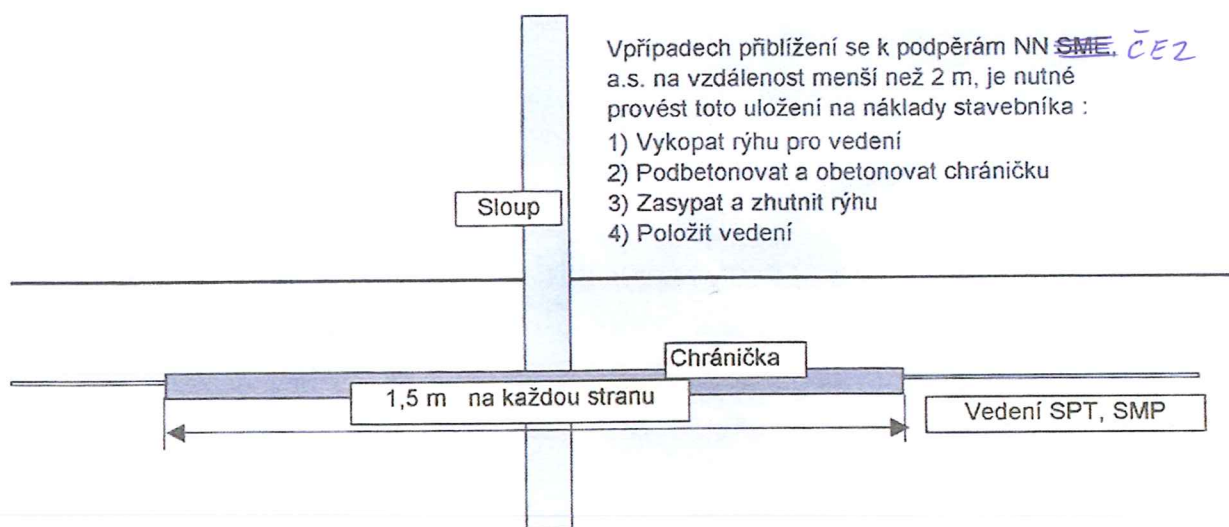 Vpřípadech přiblížení se k podpěrám NN SME, ČEZ
a.s. na vzdálenost menší než 2 m, je nutné
provést toto uložení na náklady stavebníka :
1) Vykopat rýhu pro vedení
2) Podbetonovat a obetonovat chráničku
3) Zasypat a zhutnit rýhu
4) Položit vedení
Sloup
Chránička
1,5 m na každou stranu
Vedení SPT, SMP